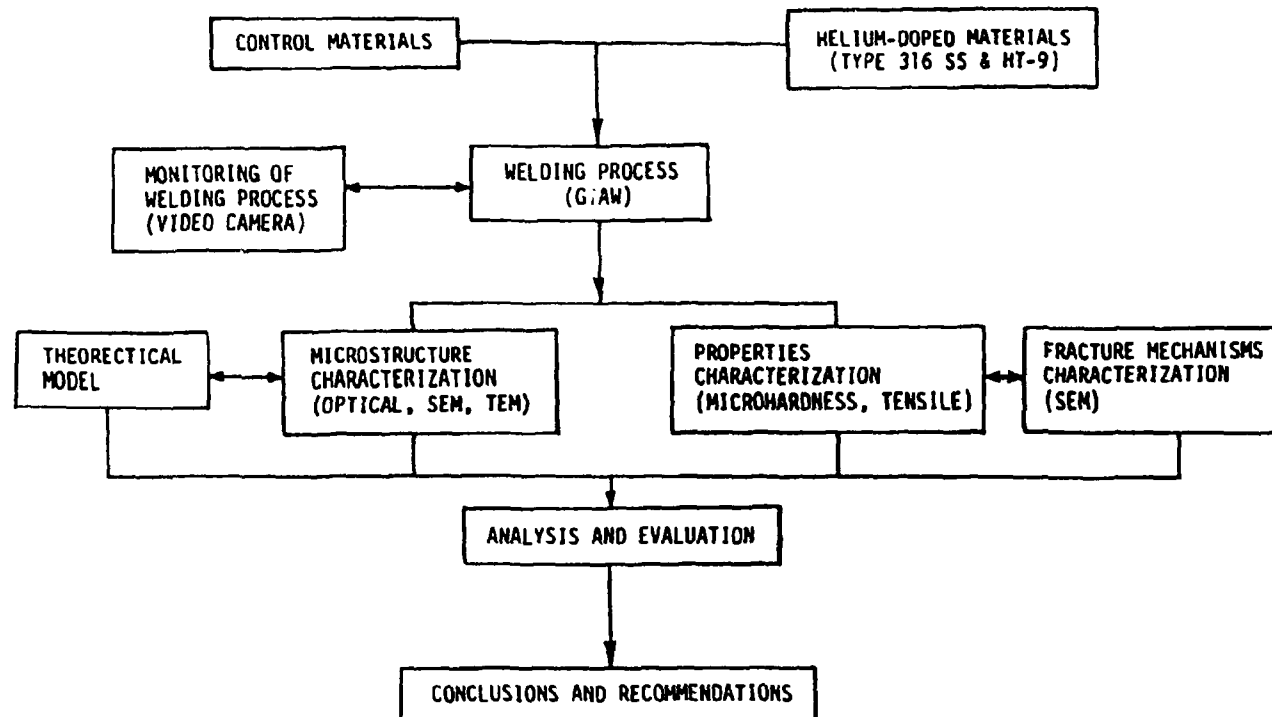 CONTROL MATERIALS
HELIUM-DOPED MATERIALS
(TYPE 316 SS & HT-9)
MONITORING OF
WELDING PROCESS
(VIDEO CAMERA)
WELDING PROCESS
THEORECTICAL
MODEL
MICROSTRUCTURE
CHARACTERIZATION
(OPTICAL, SEM, TEM)
PROPERTIES
CHARACTERIZATION
(MICROHARDNESS, TENSILE)
FRACTURE MECHANISMS
CHARACTERIZATION
(SEM)
ANALYSIS AND EVALUATION
CONCLUSIONS AND RECOMMENDATIONS